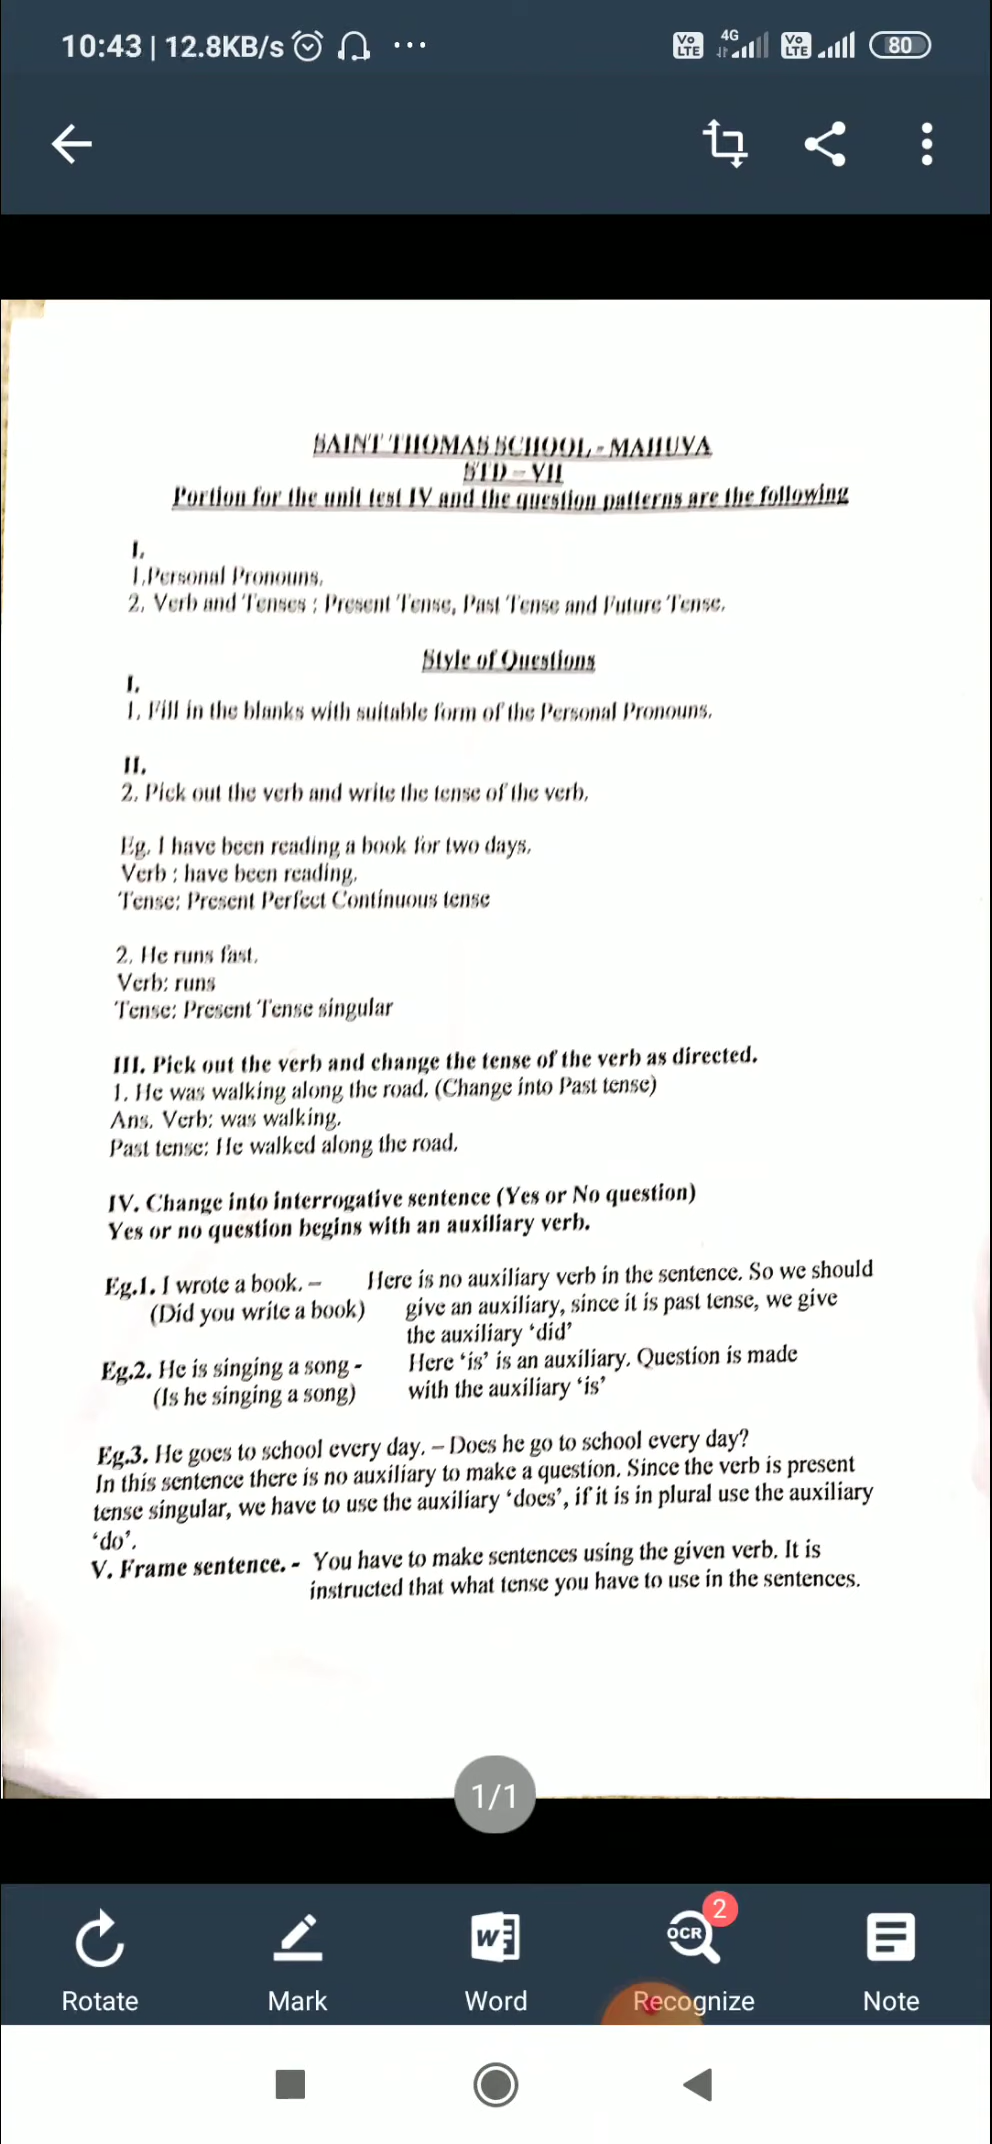 10:43 | 12.8KB/s ...
Vo LTE 4G Vo LTE 80
SAINT THOMAS SCHOOL - MAHUVA
STD – VII
Portion for the unit test IV and the question patterns are the following
I.
1.Personal Pronouns.
2. Verb and Tenses : Present Tense, Past Tense and Future Tense.
Style of Questions
I.
1. Fill in the blanks with suitable form of the Personal Pronouns.
II.
2. Pick out the verb and write the tense of the verb.
Eg. I have been reading a book for two days.
Verb : have been reading.
Tense: Present Perfect Continuous tense
2. He runs fast.
Verb: runs
Tense: Present Tense singular
III. Pick out the verb and change the tense of the verb as directed.
1. He was walking along the road. (Change into Past tense)
Ans. Verb: was walking.
Past tense: He walked along the road.
IV. Change into interrogative sentence (Yes or No question)
Yes or no question begins with an auxiliary verb.
Eg.1. I wrote a book. – Here is no auxiliary verb in the sentence. So we should
(Did you write a book) give an auxiliary, since it is past tense, we give
the auxiliary ‘did’
Eg.2. He is singing a song - Here ‘is’ is an auxiliary. Question is made
(Is he singing a song) with the auxiliary ‘is’
Eg.3. He goes to school every day. – Does he go to school every day?
In this sentence there is no auxiliary to make a question. Since the verb is present
tense singular, we have to use the auxiliary ‘does’, if it is in plural use the auxiliary
‘do’.
V. Frame sentence. - You have to make sentences using the given verb. It is
instructed that what tense you have to use in the sentences.
1/1
W OCR 2
Rotate Mark Word Recognize Note